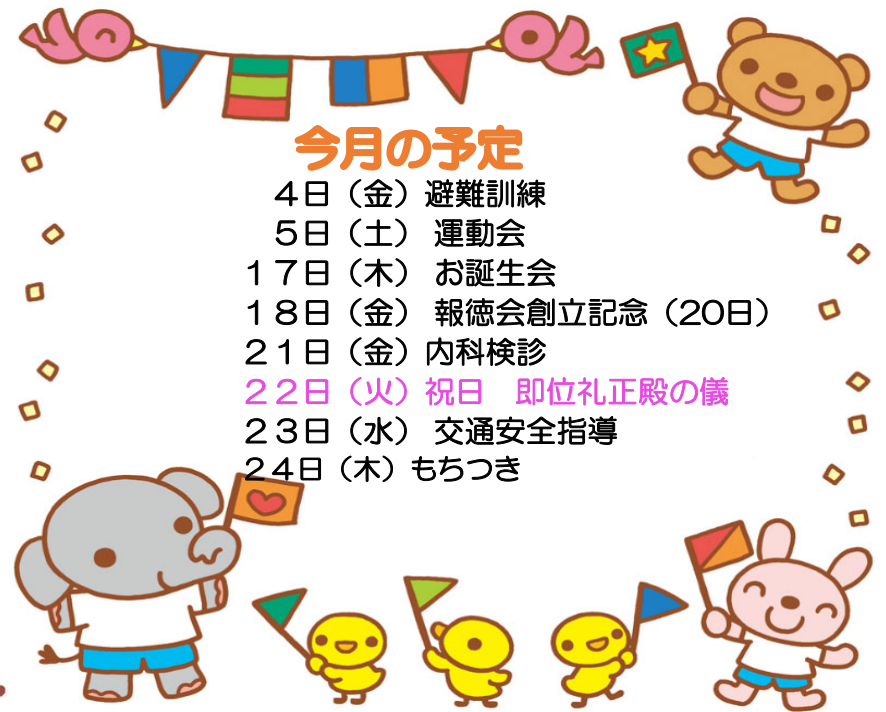 今月の予定
４日（金）避難訓練
５日（土） 運動会
１７日（木） お誕生会
１８日（金） 報徳会創立記念（20日）
２１日（金）内科検診
２２日（火）祝日　即位礼正殿の儀
２３日（水） 交通安全指導
２４日（木）もちつき